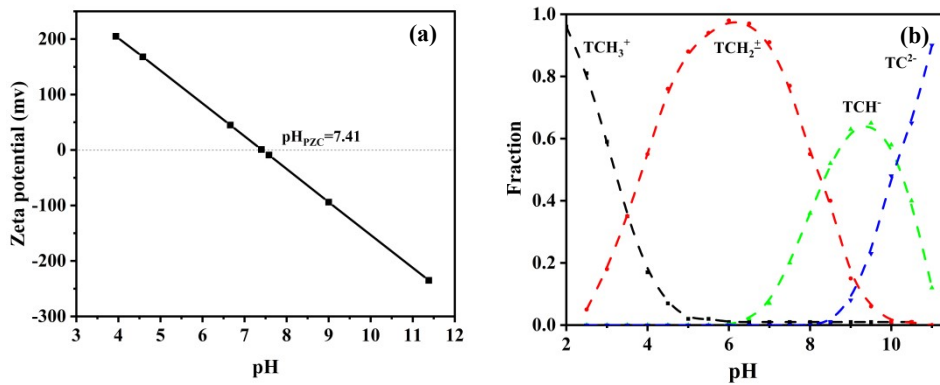 (a)
200
100
0
-100
-200
-300
3 4 5 6 7 8 9 10 11 12
Zeta potential (mv)
pH
pH_PZC=7.41
(b)
1.0
0.8
0.6
0.4
0.2
0.0
2 4 6 8 10
Fraction
pH
TCH₃⁺
TCH₂±
TCH⁻
TC²⁻